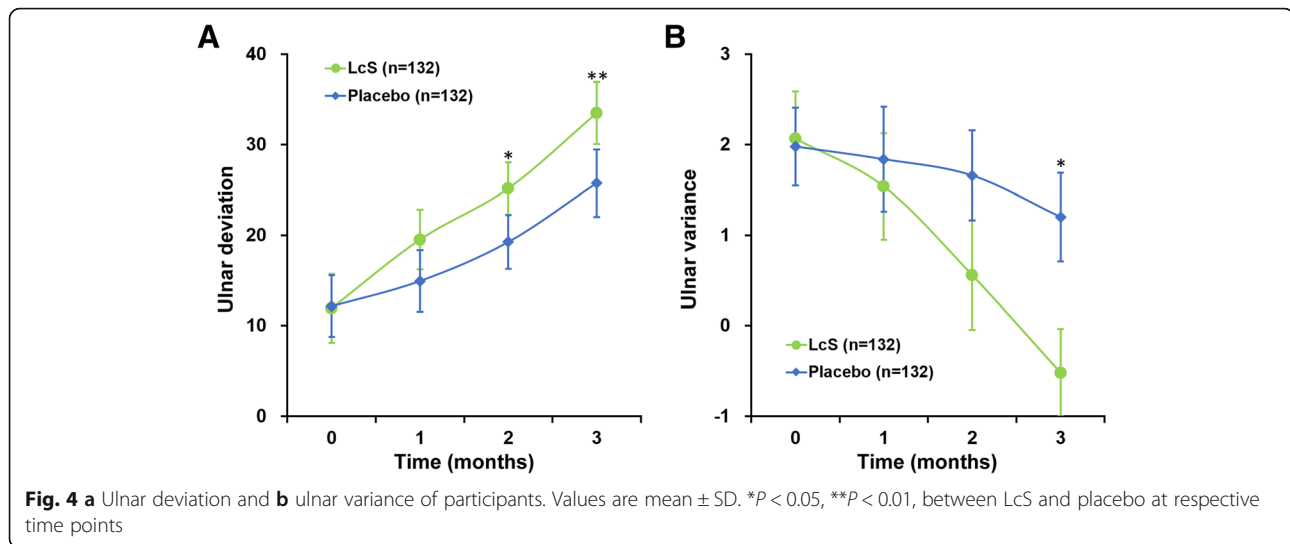 A
40
30
20
10
0
Ulnar deviation
LcS (n=132)
Placebo (n=132)
*
**
0 1 2 3
Time (months)
B
3
2
1
0
-1
Ulnar variance
*
LcS (n=132)
Placebo (n=132)
0 1 2 3
Time (months)
Fig. 4 a Ulnar deviation and b ulnar variance of participants. Values are mean ± SD. *P < 0.05, **P < 0.01, between LcS and placebo at respective
time points